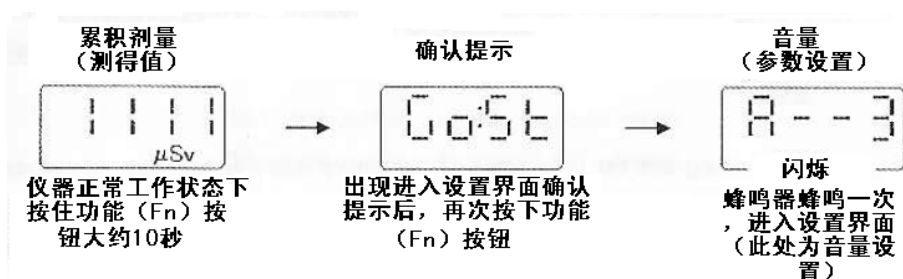 累积剂量
（测得值）
1111
μSv
仪器正常工作状态下
按住功能（Fn）按
钮大约10秒
确认提示
Go:Sb
出现进入设置界面确认
提示后，再次按下功能
（Fn）按钮
音量
（参数设置）
A--3
闪烁
蜂鸣器蜂鸣一次
，进入设置界面
（此处为音量设
置）